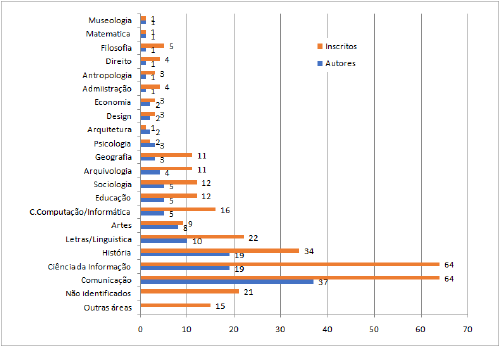 Museologia 1 1
Matematica 1 1
Filosofia 5 1
Direito 4 1
Antropologia 3 1
Admiistração 4 1
Economia 3 2
Design 3 2
Arquitetura 1 2
Psicologia 2 3
Geografia 11 3
Arquivologia 11 4
Sociologia 12 5
Educação 12 5
C.Computação/Informática 16 5
Artes 9 8
Letras/Linguistica 22 10
História 34 19
Ciência da Informação 64 19
Comunicação 64 37
Não identificados 21
Outras áreas 15
0 10 20 30 40 50 60 70
Inscritos
Autores